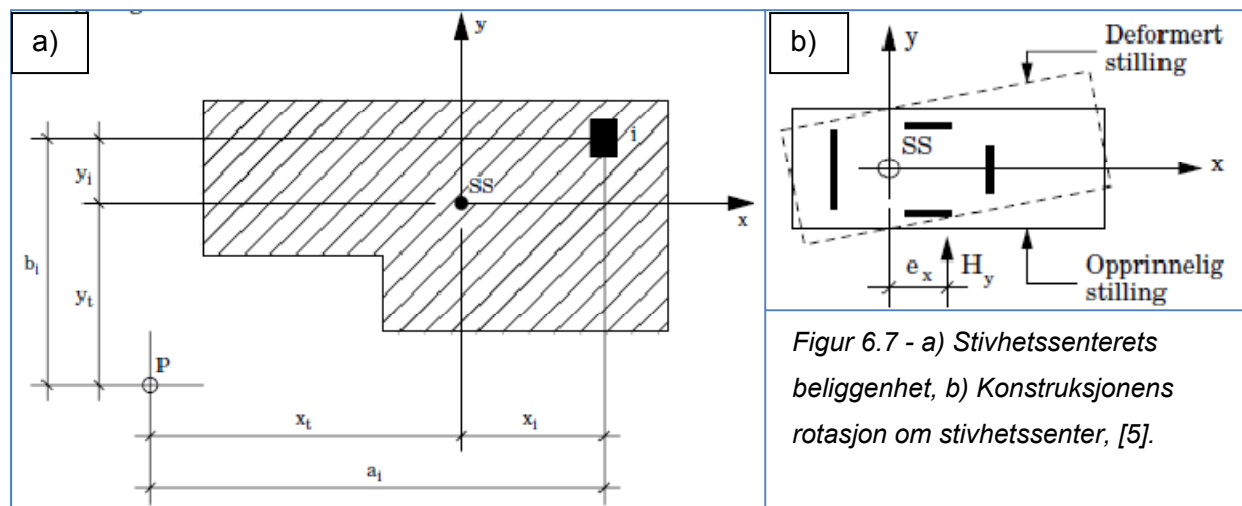 a)
y
i
y_i
SS
x
b_i
y_t
P
x_t
x_i
a_i
b)
y
Deformert
stilling
SS
x
ē_x
H_y
Opprinnelig
stilling
Figur 6.7 - a) Stivhetssenterets
beliggenhet, b) Konstruksjonens
rotasjon om stivhetssenter, [5].